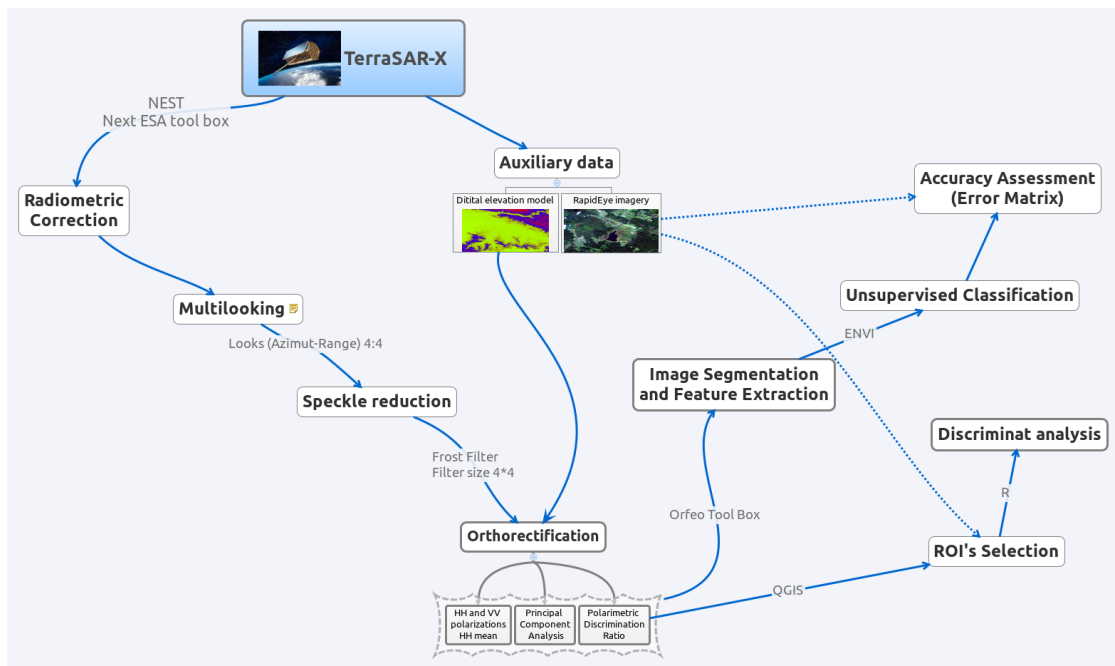 TerraSAR-X
NEST
Next ESA tool box
Auxiliary data
Radiometric
Correction
Ditital elevation model
RapidEye imagery
Accuracy Assessment
(Error Matrix)
Multilooking
Unsupervised Classification
Looks (Azimut-Range) 4:4
ENVI
Speckle reduction
Image Segmentation
and Feature Extraction
Frost Filter
Filter size 4*4
Discriminat analysis
R
Orfeo Tool Box
Orthorectification
ROI's Selection
QGIS
HH and VV
polarizations
HH mean
Principal
Component
Analysis
Polarimetric
Discrimination
Ratio